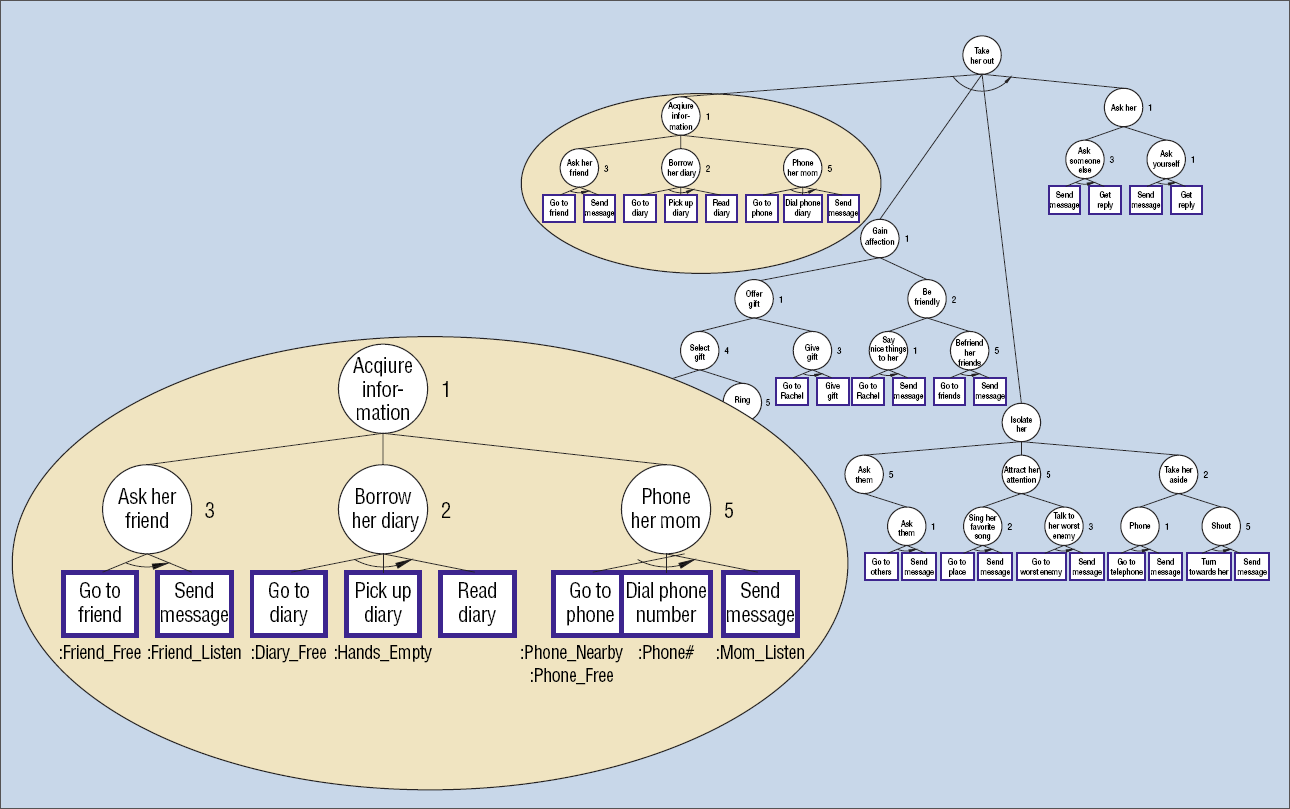 Take
her out
Acqiure
infor-
mation
1
Ask her
1
Ask her
friend
3
Borrow
her diary
2
Phone
her mom
5
Ask
someone
else
3
Ask
yourself
1
Go to
friend
Send
message
Go to
diary
Pick up
diary
Read
diary
Go to
phone
Dial phone
diary
Send
message
Send
message
Get
reply
Send
message
Get
reply
Gain
affection
1
Offer
gift
1
Be
friendly
2
Select
gift
4
Give
gift
3
Say
nice things
to her
1
Befriend
her
friends
5
Ring
5
Go to
Rachel
Give
gift
Go to
Rachel
Send
message
Go to
friends
Send
message
Isolate
her
Ask
them
5
Attract her
attention
5
Take her
aside
2
Ask
them
1
Sing her
favorite
song
2
Talk to
her worst
enemy
3
Phone
1
Shout
5
Go to
others
Send
message
Go to
place
Send
message
Go to
worst enemy
Send
message
Go to
telephone
Send
message
Turn
towards her
Send
message
Acqiure
infor-
mation
1
Ask her
friend
3
Borrow
her diary
2
Phone
her mom
5
Go to
friend
Send
message
Go to
diary
Pick up
diary
Read
diary
Go to
phone
Dial phone
number
Send
message
:Friend_Free
:Friend_Listen
:Diary_Free
:Hands_Empty
:Phone_Nearby
:Phone_Free
:Phone#
:Mom_Listen